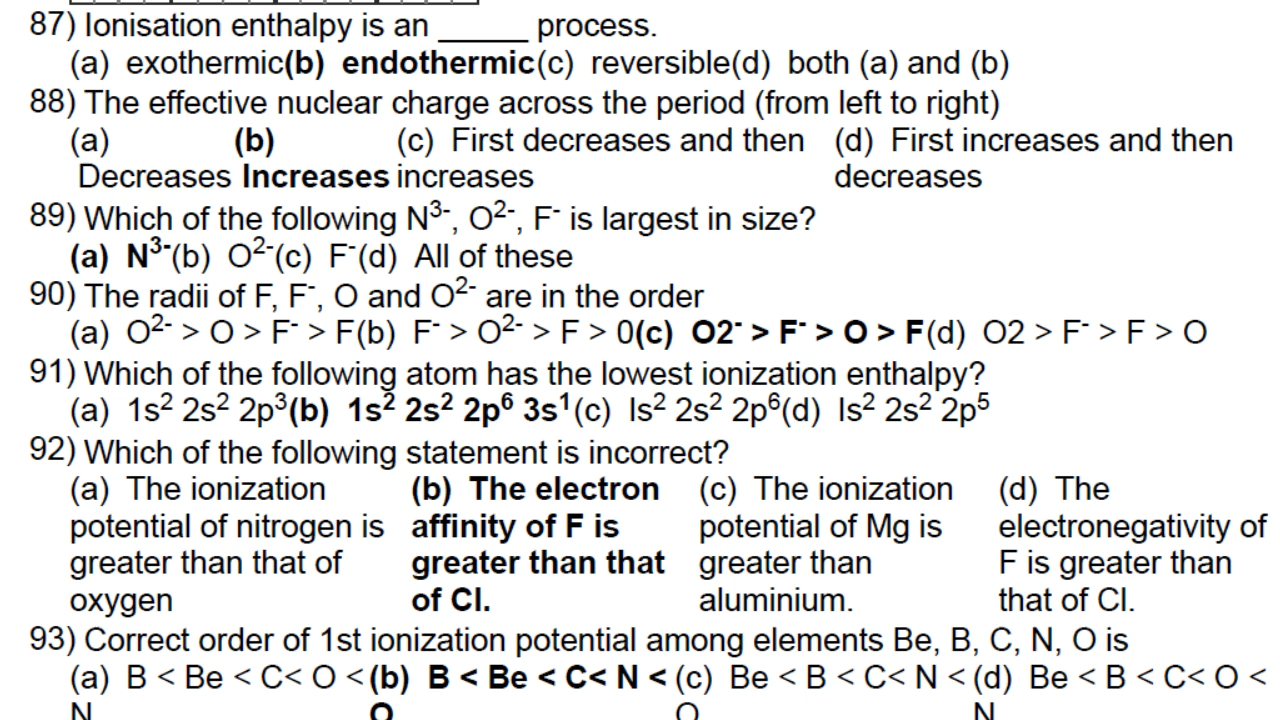 87) Ionisation enthalpy is an _____ process.
(a) exothermic(b) endothermic(c) reversible(d) both (a) and (b)
88) The effective nuclear charge across the period (from left to right)
(a) (b) (c) First decreases and then (d) First increases and then
Decreases Increases increases decreases
89) Which of the following N³⁻, O²⁻, F⁻ is largest in size?
(a) N³⁻(b) O²⁻(c) F⁻(d) All of these
90) The radii of F, F⁻, O and O²⁻ are in the order
(a) O²⁻ > O > F⁻ > F(b) F⁻ > O²⁻ > F > 0(c) O2⁻ > F⁻ > O > F(d) O2 > F⁻ > F > O
91) Which of the following atom has the lowest ionization enthalpy?
(a) 1s² 2s² 2p³(b) 1s² 2s² 2p⁶ 3s¹(c) Is² 2s² 2p⁶(d) Is² 2s² 2p⁵
92) Which of the following statement is incorrect?
(a) The ionization (b) The electron (c) The ionization (d) The
potential of nitrogen is affinity of F is potential of Mg is electronegativity of
greater than that of greater than that greater than F is greater than
oxygen of Cl. aluminium. that of Cl.
93) Correct order of 1st ionization potential among elements Be, B, C, N, O is
(a) B < Be < C< O < (b) B < Be < C< N < (c) Be < B < C< N < (d) Be < B < C< O <
N O O N